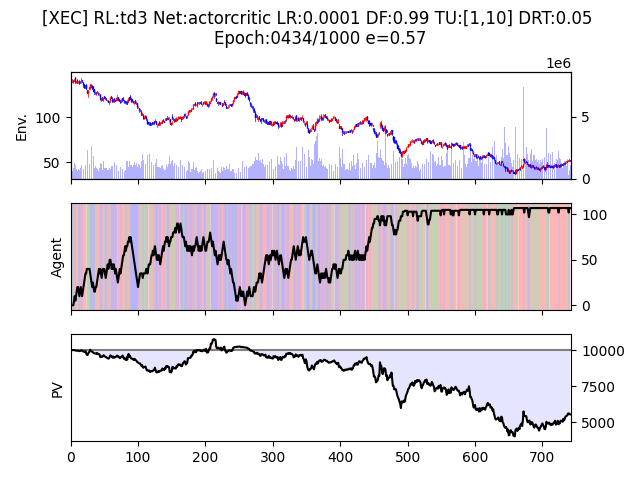 [XEC] RL:td3 Net:actorcritic LR:0.0001 DF:0.99 TU:[1,10] DRT:0.05
Epoch:0434/1000 e=0.57
1e6
Env.
100
50
5
0
Agent
100
50
0
PV
10000
7500
5000
0 100 200 300 400 500 600 700